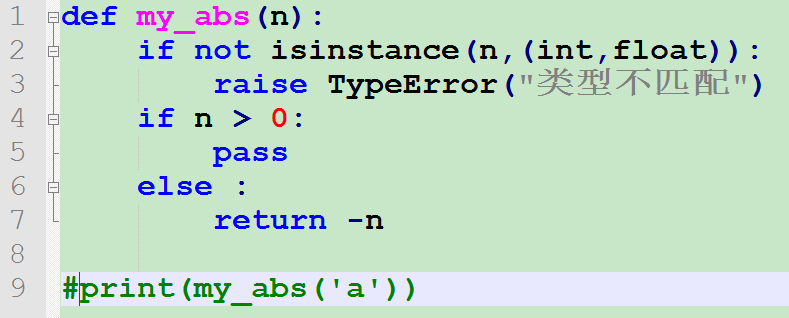 1 def my_abs(n):
2     if not isinstance(n,(int,float)):
3         raise TypeError("类型不匹配")
4     if n > 0:
5         pass
6     else :
7         return -n
8
9 #print(my_abs('a'))